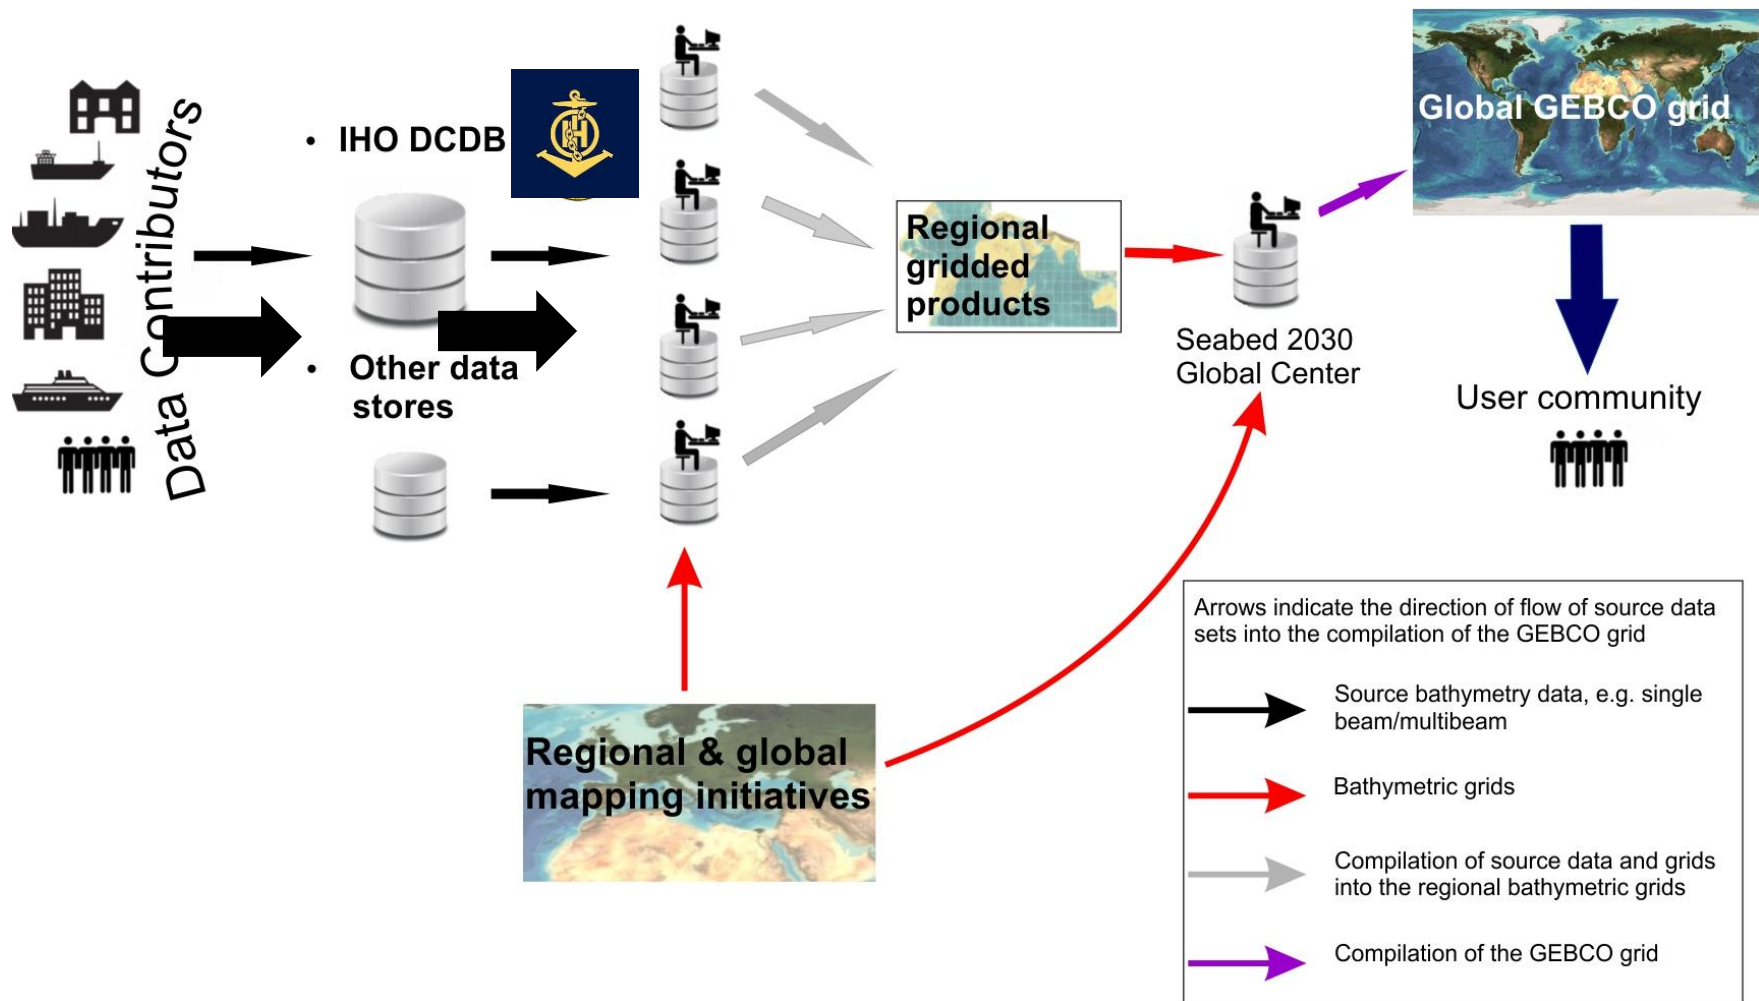 Data Contributors
• IHO DCDB
IH
• Other data
stores
Regional
gridded
products
Seabed 2030
Global Center
Global GEBCO grid
User community
Regional & global
mapping initiatives
Arrows indicate the direction of flow of source data
sets into the compilation of the GEBCO grid
Source bathymetry data, e.g. single
beam/multibeam
Bathymetric grids
Compilation of source data and grids
into the regional bathymetric grids
Compilation of the GEBCO grid